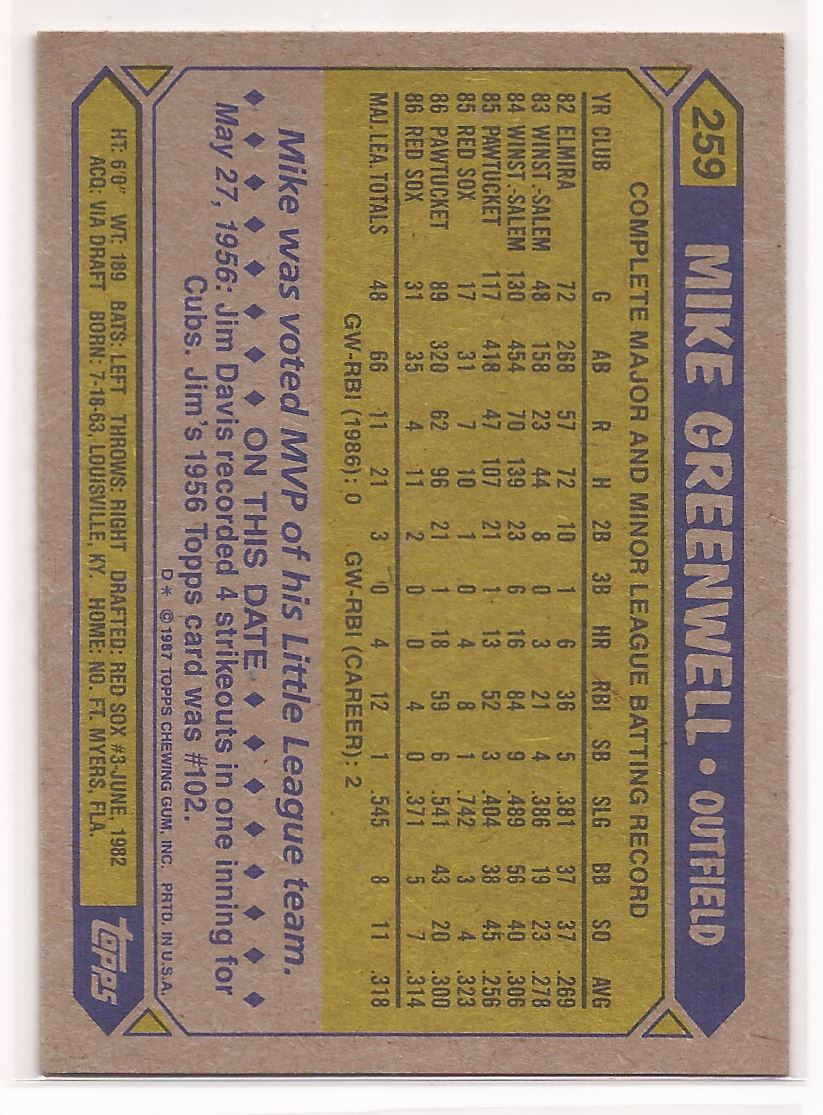 259 MIKE GREENWELL • OUTFIELD
COMPLETE MAJOR AND MINOR LEAGUE BATTING RECORD
YR CLUB G AB R H 2B 3B HR RBI SB SLG BB SO AVG
82 ELMIRA 72 268 57 72 10 1 6 36 5 .381 37 37 .269
83 WINST.-SALEM 48 158 23 44 8 0 3 21 4 .386 19 23 .278
84 WINST.-SALEM 130 454 70 139 23 6 16 84 9 .489 56 40 .306
85 PAWTUCKET 117 418 47 107 21 1 13 52 3 .404 38 45 .256
85 RED SOX 17 31 7 10 1 0 4 8 1 .742 3 4 .323
86 PAWTUCKET 89 320 62 96 21 1 18 59 6 .541 43 20 .300
86 RED SOX 31 35 4 11 2 0 0 4 0 .371 5 7 .314
MAJ. LEA. TOTALS 48 66 11 21 3 0 4 12 1 .545 8 11 .318
GW-RBI (1986): 0 GW-RBI (CAREER): 2
Mike was voted MVP of his Little League team.
◆ ◆ ◆ ◆ ◆ ◆ ◆ ◆ ON THIS DATE ◆ ◆ ◆ ◆ ◆ ◆ ◆ ◆
May 27, 1956: Jim Davis recorded 4 strikeouts in one inning for
Cubs. Jim's 1956 Topps card was #102.
D* © 1987 TOPPS CHEWING GUM, INC. PRTD. IN U.S.A.
HT: 6'0" WT: 189 BATS: LEFT THROWS: RIGHT DRAFTED: RED SOX #3-JUNE, 1982
ACQ: VIA DRAFT BORN: 7-18-63, LOUISVILLE, KY. HOME: NO. FT. MYERS, FLA.
topps